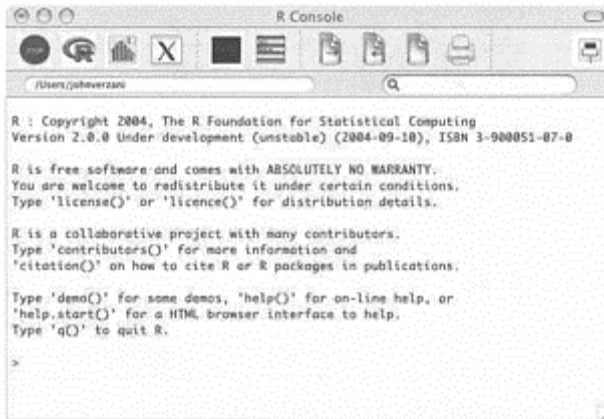 R Console
STOP
R
X
/Users/johnverzani
R : Copyright 2004, The R Foundation for Statistical Computing
Version 2.0.0 Under development (unstable) (2004-09-10), ISBN 3-900051-07-0
R is free software and comes with ABSOLUTELY NO WARRANTY.
You are welcome to redistribute it under certain conditions.
Type 'license()' or 'licence()' for distribution details.
R is a collaborative project with many contributors.
Type 'contributors()' for more information and
'citation()' on how to cite R or R packages in publications.
Type 'demo()' for some demos, 'help()' for on-line help, or
'help.start()' for a HTML browser interface to help.
Type 'q()' to quit R.
>